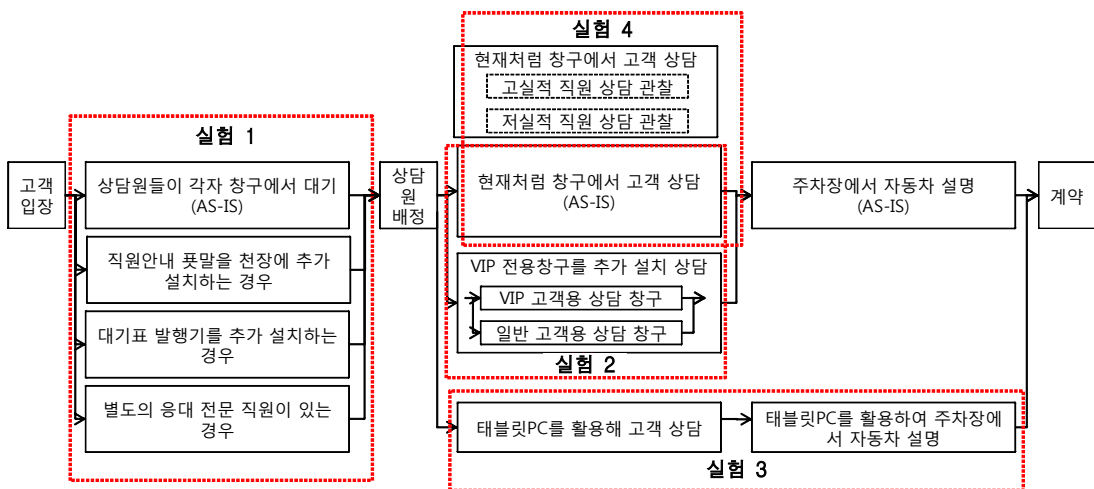 실험 4
현재처럼 창구에서 고객 상담
고실적 직원 상담 관찰
저실적 직원 상담 관찰
실험 1
고객
입장
상담원들이 각자 창구에서 대기
(AS-IS)
직원안내 푯말을 천장에 추가
설치하는 경우
대기표 발행기를 추가 설치하는
경우
별도의 응대 전문 직원이 있는
경우
상담
원
배정
현재처럼 창구에서 고객 상담
(AS-IS)
VIP 전용창구를 추가 설치 상담
VIP 고객용 상담 창구
일반 고객용 상담 창구
실험 2
주차장에서 자동차 설명
(AS-IS)
계약
태블릿PC를 활용해 고객 상담
태블릿PC를 활용하여 주차장에
서 자동차 설명
실험 3